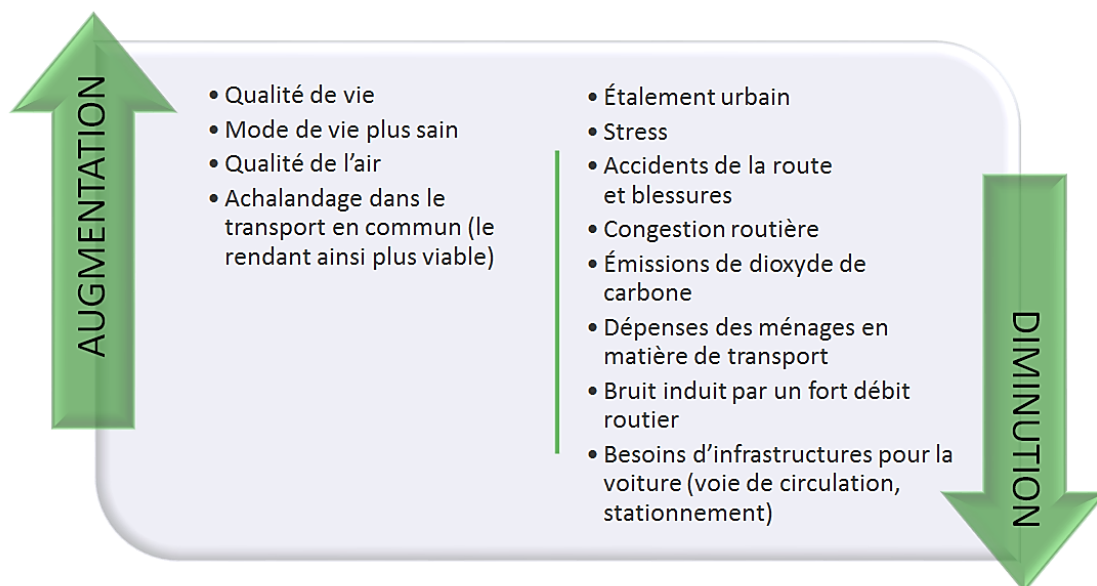 AUGMENTATION
• Qualité de vie
• Mode de vie plus sain
• Qualité de l’air
• Achalandage dans le
transport en commun (le
rendant ainsi plus viable)
• Étalement urbain
• Stress
• Accidents de la route
et blessures
• Congestion routière
• Émissions de dioxyde de
carbone
• Dépenses des ménages en
matière de transport
• Bruit induit par un fort débit
routier
• Besoins d’infrastructures pour la
voiture (voie de circulation,
stationnement)
DIMINUTION